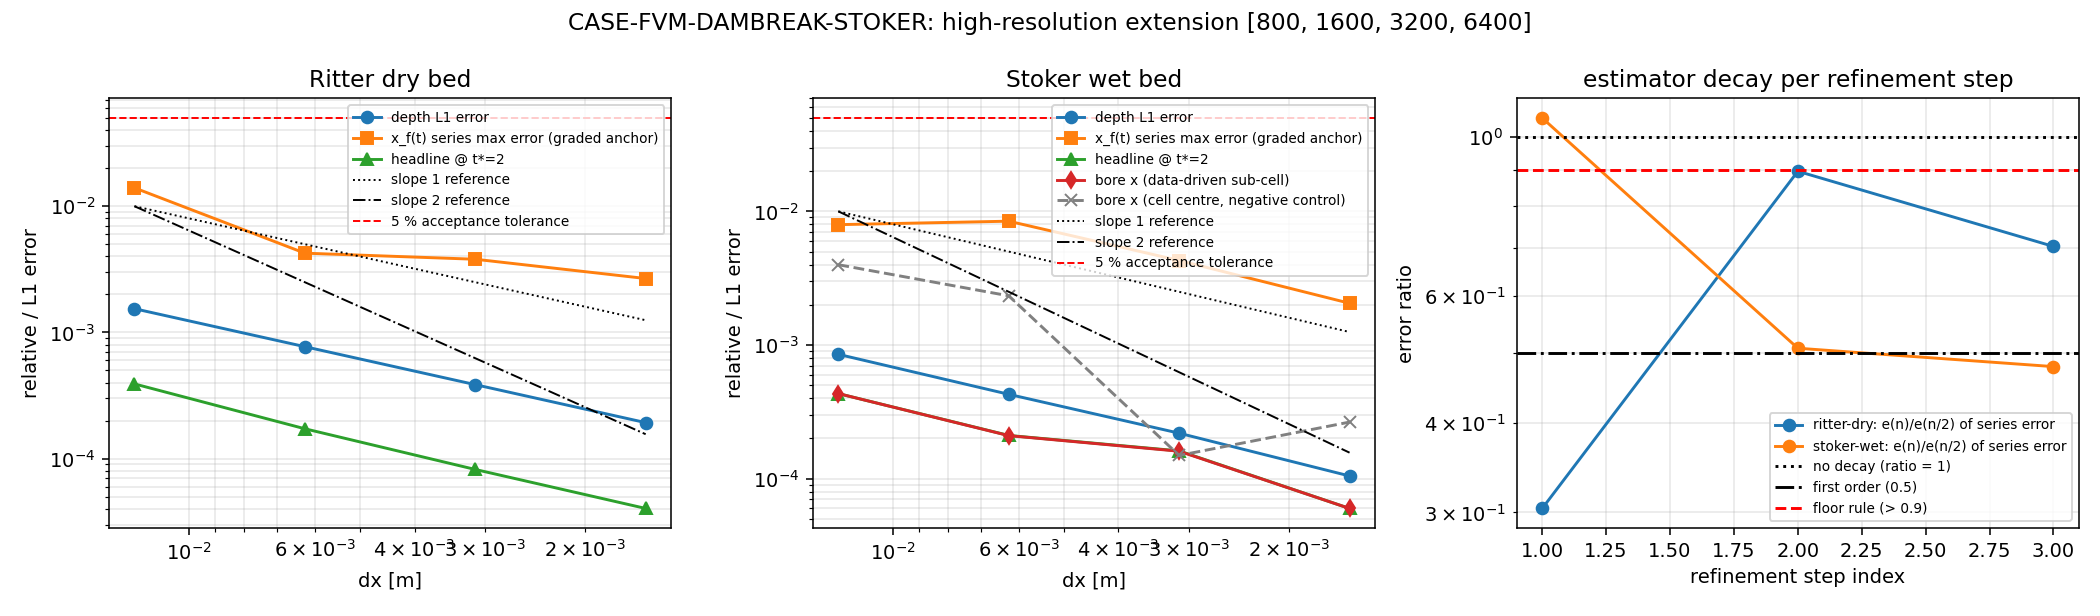 CASE-FVM-DAMBREAK-STOKER: high-resolution extension [800, 1600, 3200, 6400]
Ritter dry bed
relative / L1 error
10⁻²
10⁻³
10⁻⁴
depth L1 error
x_f(t) series max error (graded anchor)
headline @ t*=2
slope 1 reference
slope 2 reference
5 % acceptance tolerance
10⁻² 6 × 10⁻³ 4 × 10⁻³ 3 × 10⁻³ 2 × 10⁻³
dx [m]
Stoker wet bed
relative / L1 error
10⁻²
10⁻³
10⁻⁴
depth L1 error
x_f(t) series max error (graded anchor)
headline @ t*=2
bore x (data-driven sub-cell)
bore x (cell centre, negative control)
slope 1 reference
slope 2 reference
5 % acceptance tolerance
10⁻² 6 × 10⁻³ 4 × 10⁻³ 3 × 10⁻³ 2 × 10⁻³
dx [m]
estimator decay per refinement step
error ratio
10⁰
6 × 10⁻¹
4 × 10⁻¹
3 × 10⁻¹
ritter-dry: e(n)/e(n/2) of series error
stoker-wet: e(n)/e(n/2) of series error
no decay (ratio = 1)
first order (0.5)
floor rule (> 0.9)
1.00 1.25 1.50 1.75 2.00 2.25 2.50 2.75 3.00
refinement step index